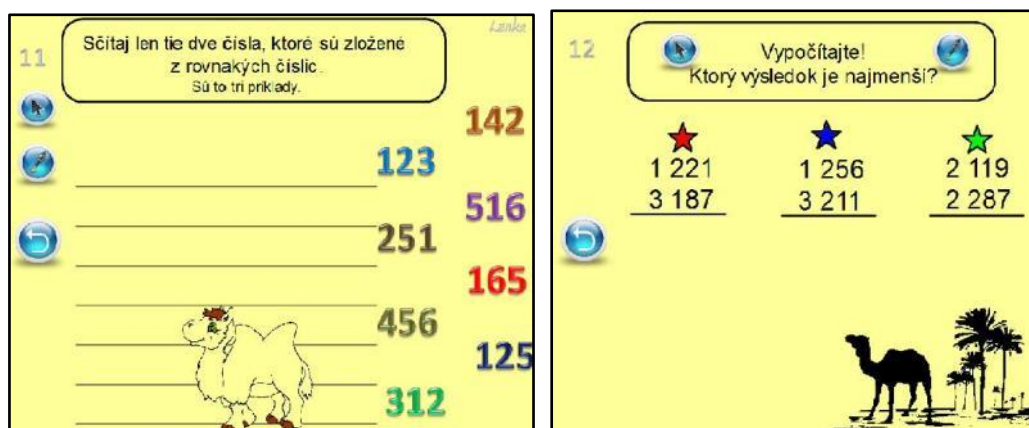 11
Lenka
Sčítaj len tie dve čísla, ktoré sú zložené
z rovnakých číslic.
Sú to tri príklady.
142
123
516
251
165
456
125
312
12
Vypočítajte!
Ktorý výsledok je najmenší?
1 221
3 187
1 256
3 211
2 119
2 287